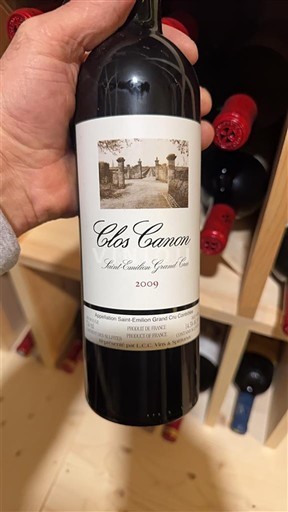 Clos Canon
Saint Emilion Grand Cru
2009
Appellation Saint-Emilion Grand Cru Contrôlée
PRODUIT DE FRANCE
PRODUCT OF FRANCE